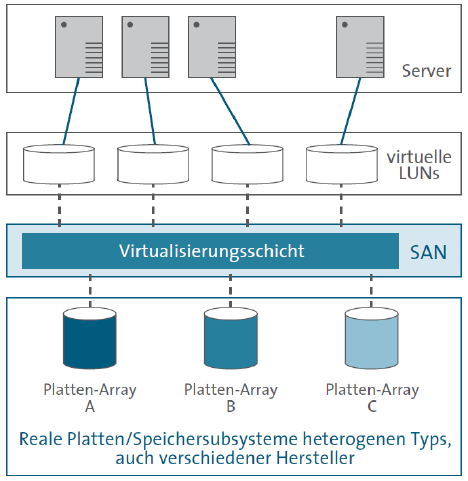 Server
virtuelle
LUNs
Virtualisierungsschicht
SAN
Platten-Array
A
Platten-Array
B
Platten-Array
C
Reale Platten/Speichersubsysteme heterogenen Typs,
auch verschiedener Hersteller